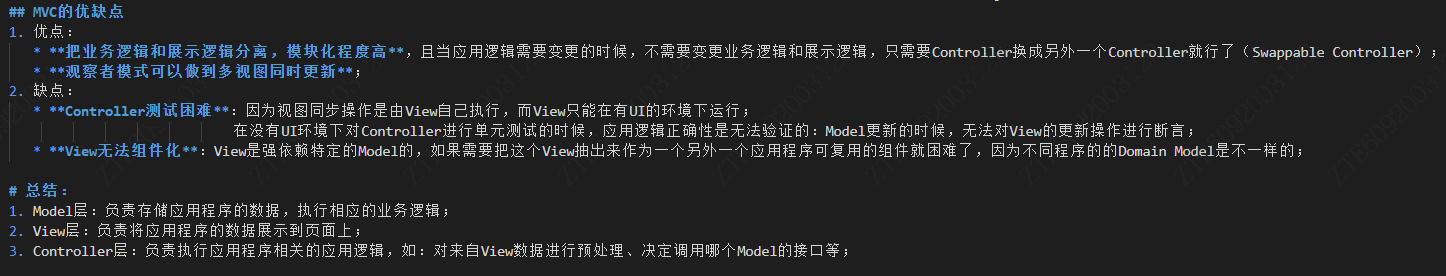 ## MVC的优缺点
1. 优点：
* **把业务逻辑和展示逻辑分离，模块化程度高**，且当应用逻辑需要变更的时候，不需要变更业务逻辑和展示逻辑，只需要Controller换成另外一个Controller就行了（Swappable Controller）；
* **观察者模式可以做到多视图同时更新**；
2. 缺点：
* **Controller测试困难**：因为视图同步操作是由View自己执行，而View只能在有UI的环境下运行；
在没有UI环境下对Controller进行单元测试的时候，应用逻辑正确性是无法验证的：Model更新的时候，无法对View的更新操作进行断言；
* **View无法组件化**：View是强依赖特定的Model的，如果需要把这个View抽出来作为一个另外一个应用程序可复用的组件就困难了，因为不同程序的的Domain Model是不一样的；
# 总结：
1. Model层：负责存储应用程序的数据，执行相应的业务逻辑；
2. View层：负责将应用程序的数据展示到页面上；
3. Controller层：负责执行应用程序相关的应用逻辑，如：对来自View数据进行预处理、决定调用哪个Model的接口等；